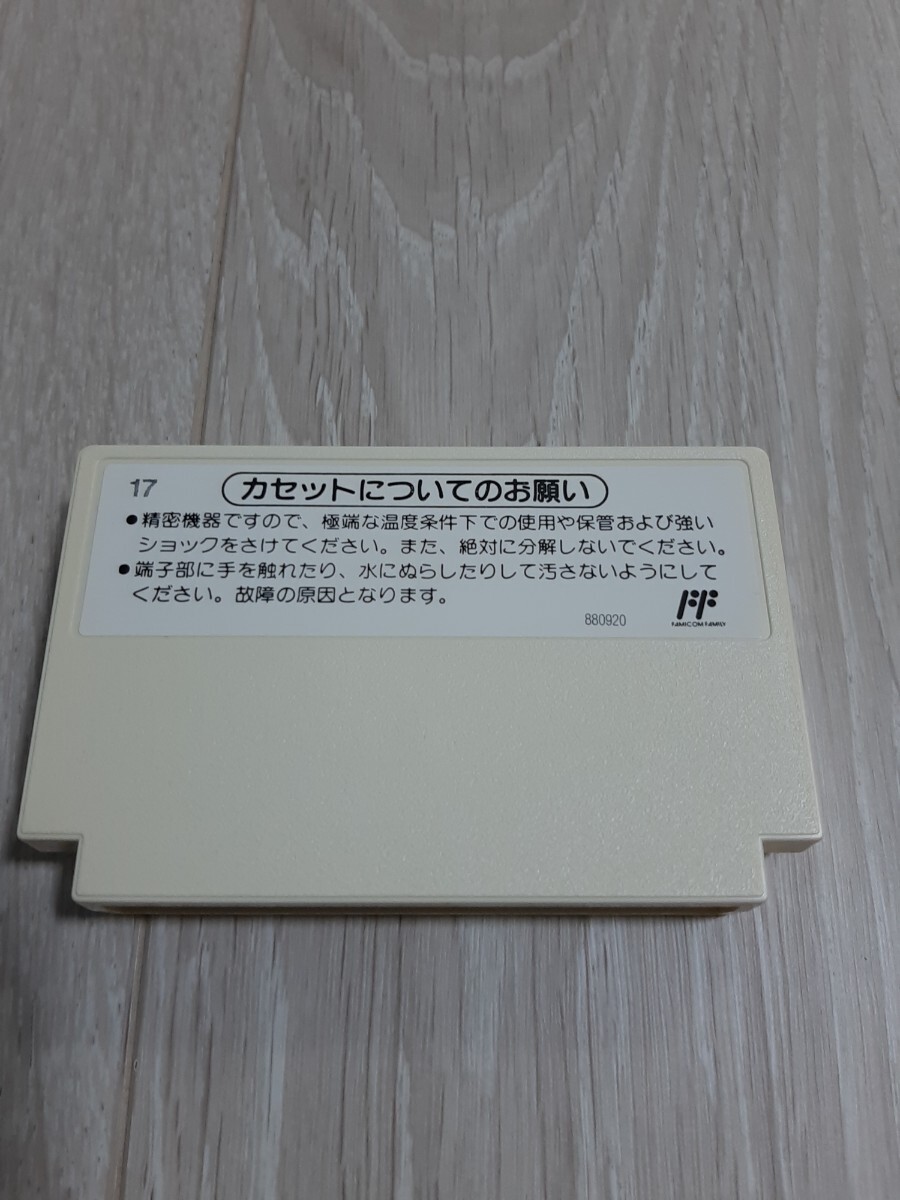 17
カセットについてのお願い
●精密機器ですので、極端な温度条件下での使用や保管および強い
ショックをさけてください。また、絶対に分解しないでください。
●端子部に手を触れたり、水にぬらしたりして汚さないようにして
ください。故障の原因となります。
880920
FF
FAMICOM FAMILY